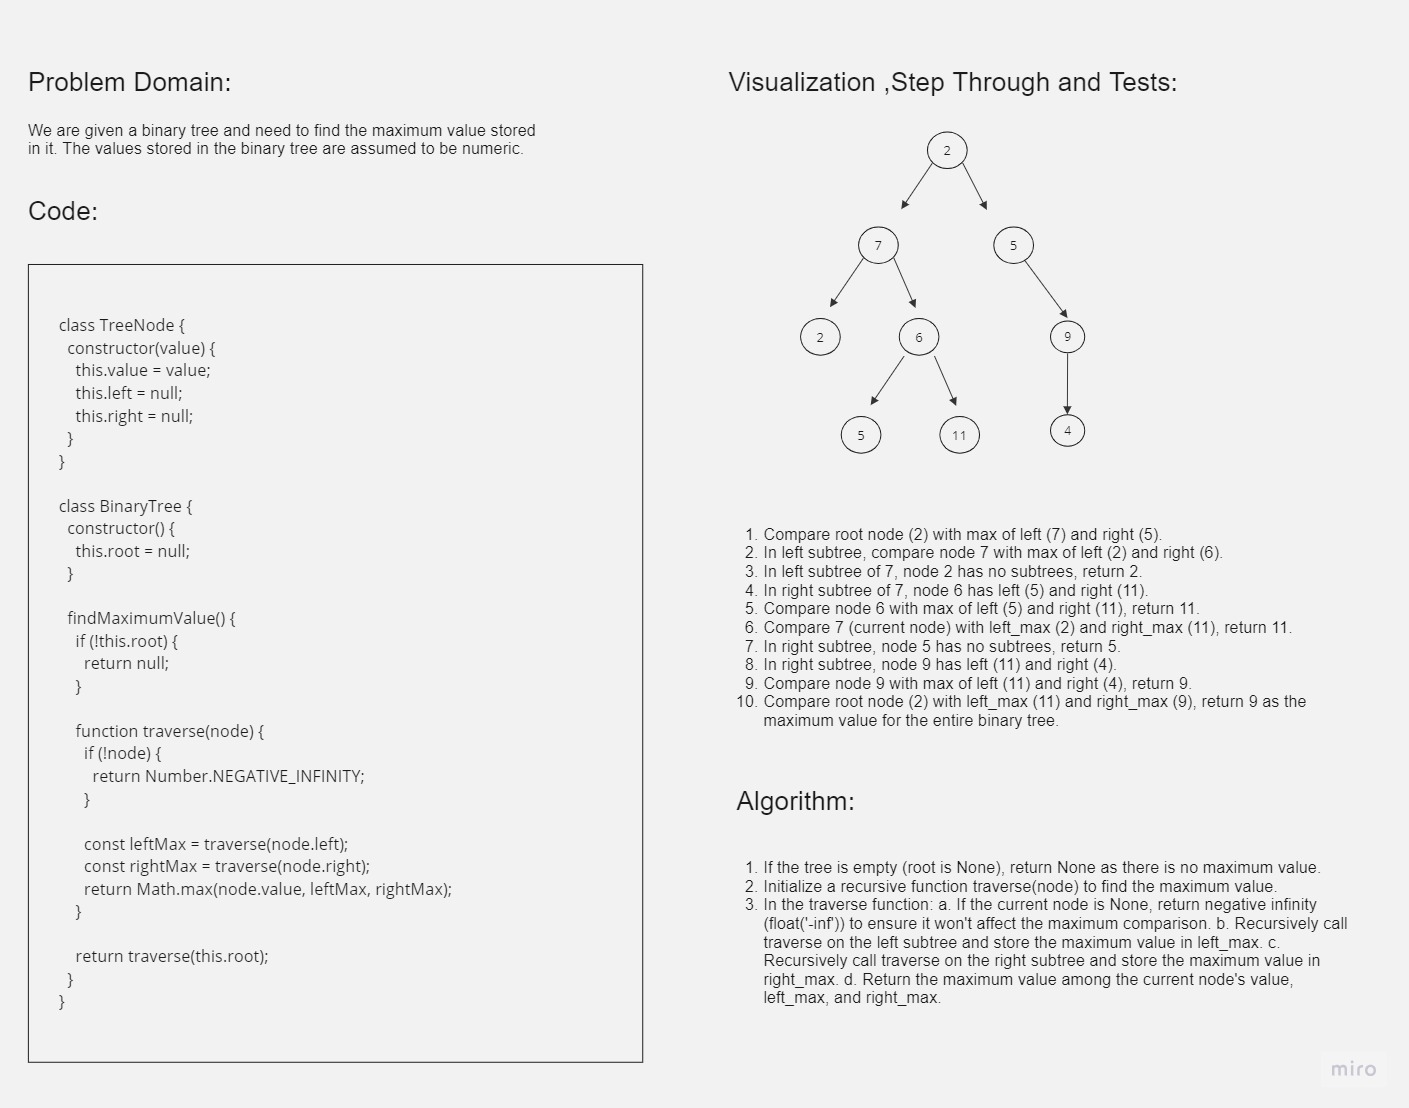 Problem Domain:
We are given a binary tree and need to find the maximum value stored
in it. The values stored in the binary tree are assumed to be numeric.
Code:
class TreeNode {
constructor(value) {
this.value = value;
this.left = null;
this.right = null;
}
}
class BinaryTree {
constructor() {
this.root = null;
}
findMaximumValue() {
if (!this.root) {
return null;
}
function traverse(node) {
if (!node) {
return Number.NEGATIVE_INFINITY;
}
const leftMax = traverse(node.left);
const rightMax = traverse(node.right);
return Math.max(node.value, leftMax, rightMax);
}
return traverse(this.root);
}
}
Visualization ,Step Through and Tests:
2
7
5
2
6
9
5
11
4
1. Compare root node (2) with max of left (7) and right (5).
2. In left subtree, compare node 7 with max of left (2) and right (6).
3. In left subtree of 7, node 2 has no subtrees, return 2.
4. In right subtree of 7, node 6 has left (5) and right (11).
5. Compare node 6 with max of left (5) and right (11), return 11.
6. Compare 7 (current node) with left_max (2) and right_max (11), return 11.
7. In right subtree, node 5 has no subtrees, return 5.
8. In right subtree, node 9 has left (11) and right (4).
9. Compare node 9 with max of left (11) and right (4), return 9.
10. Compare root node (2) with left_max (11) and right_max (9), return 9 as the
maximum value for the entire binary tree.
Algorithm:
1. If the tree is empty (root is None), return None as there is no maximum value.
2. Initialize a recursive function traverse(node) to find the maximum value.
3. In the traverse function: a. If the current node is None, return negative infinity
(float('-inf')) to ensure it won't affect the maximum comparison. b. Recursively call
traverse on the left subtree and store the maximum value in left_max. c.
Recursively call traverse on the right subtree and store the maximum value in
right_max. d. Return the maximum value among the current node's value,
left_max, and right_max.
miro